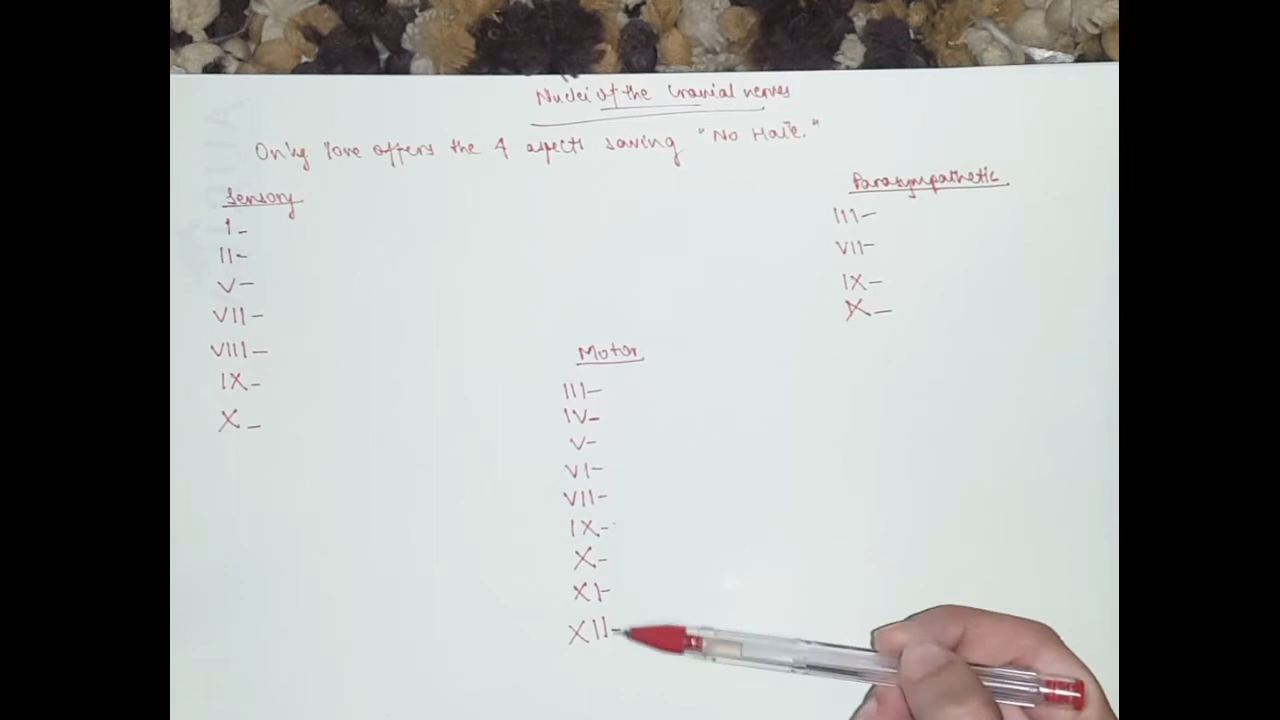 Nuclei of the Cranial nerves
Only love offers the 4 aspects saving "No Hate."
Sensory
I -
II -
V -
VII -
VIII -
IX -
X -
Motor
III -
IV -
V -
VI -
VII -
IX -
X -
XI -
XII -
Parasympathetic
III -
VII -
IX -
X -